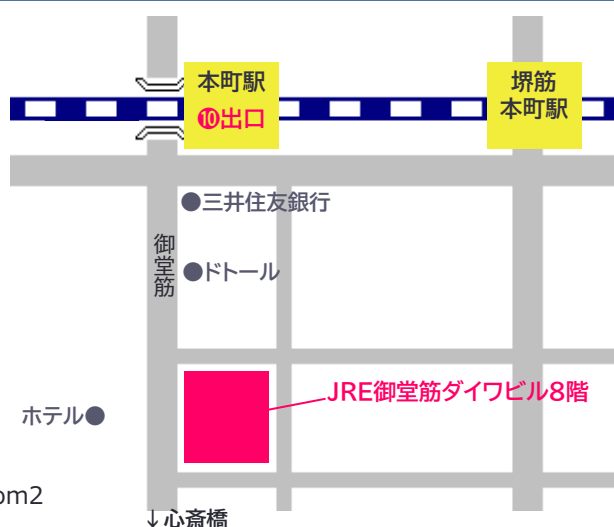 本町駅
❿出口
堺筋
本町駅
●三井住友銀行
御堂筋
●ドトール
JRE御堂筋ダイワビル8階
ホテル●
om2
↓心斎橋